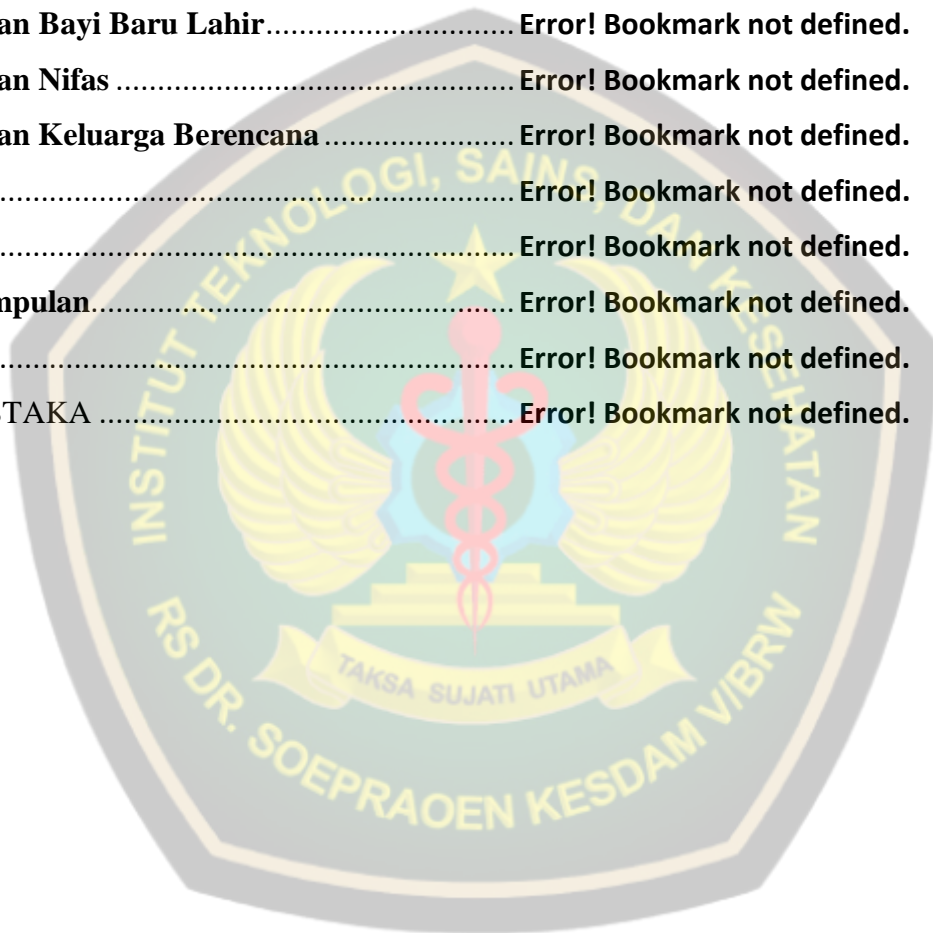 an Bayi Baru Lahir.............................. Error! Bookmark not defined.
an Nifas ................................................ Error! Bookmark not defined.
an Keluarga Berencana ....................... Error! Bookmark not defined.
.............................................................. Error! Bookmark not defined.
.............................................................. Error! Bookmark not defined.
mpulan................................................... Error! Bookmark not defined.
.............................................................. Error! Bookmark not defined.
STAKA .................................................. Error! Bookmark not defined.
INSTITUT TEKNOLOGI, SAINS, DAN KESEHATAN
TAKSA SUJATI UTAMA
RS DR. SOEPRAOEN KESDAM V/BRW